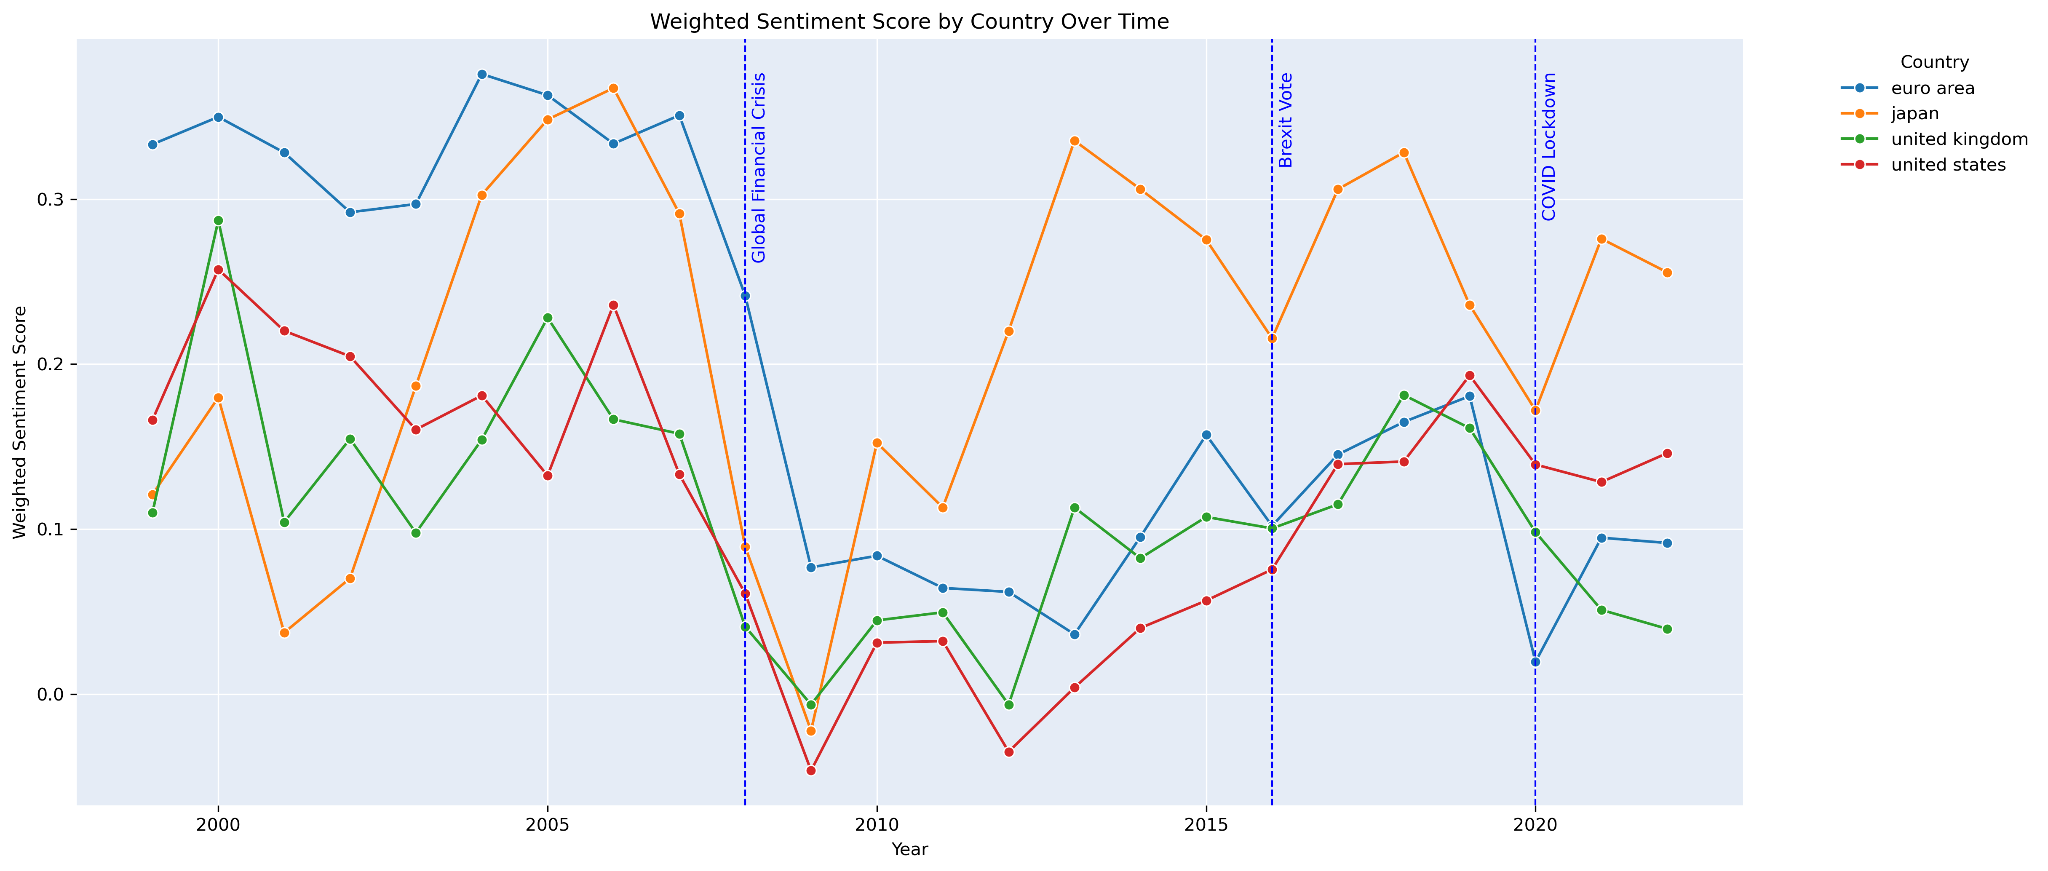 Weighted Sentiment Score by Country Over Time
Country
euro area
japan
united kingdom
united states
Global Financial Crisis
Brexit Vote
COVID Lockdown
Weighted Sentiment Score
0.3
0.2
0.1
0.0
2000 2005 2010 2015 2020
Year